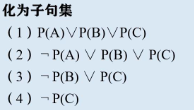 化为子句集
（1）P(A)∨P(B)∨P(C)
（2）¬P(A) ∨ P(B) ∨ P(C)
（3）¬P(B) ∨ P(C)
（4）¬P(C)